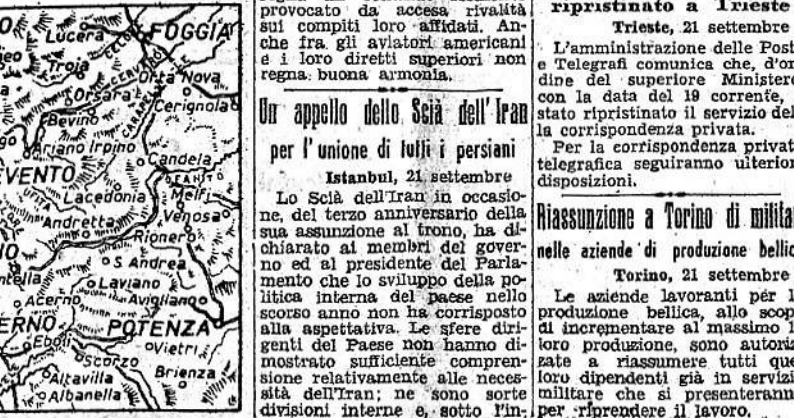 Lucera
FOGGIA
CERVARO
Troia
Orta Nova
CARAPELLE
Orsara
Cerignola
Bevino
Ariano Irpino
Candela
EVENTO
Lacedonia
Melfi
UFITA
Andretta
Venosa
Rionero
S Andrea
Laviano
Acerno
Avigliano
ERNO
POTENZA
Eboli
Vietri
Scorzo
Altavilla
Brienza
Albanella
provocato da accesa rivalità
sui compiti loro affidati. An-
che fra gli aviatori americani
e i loro diretti superiori non
regna buona armonia.
Un appello dello Scià dell'Iran
per l'unione di tutti i persiani
Istanbul, 21 settembre
Lo Scià dell'Iran in occasio-
ne, del terzo anniversario della
sua assunzione al trono, ha di-
chiarato ai membri del gover-
no ed al presidente del Parla-
mento che lo sviluppo della po-
litica interna del paese nello
scorso anno non ha corrisposto
alla aspettativa. Le sfere diri-
genti del Paese non hanno di-
mostrato sufficiente compren-
sione relativamente alle neces-
sità dell'Iran; ne sono sorte
divisioni interne e, sotto l'in-
ripristinato a Trieste
Trieste, 21 settembre
L'amministrazione delle Post
e Telegrafi comunica che, d'or
dine del superiore Ministero
con la data del 19 corrente,
stato ripristinato il servizio del
la corrispondenza privata.
Per la corrispondenza privat
telegrafica seguiranno ulterior
disposizioni.
Riassunzione a Torino di milita
nelle aziende di produzione bellic
Torino, 21 settembre
Le aziende lavoranti per l
produzione bellica, allo scop
di incrementare al massimo l
loro produzione, sono autoriz
zate a riassumere tutti que
loro dipendenti già in servizi
militare che si presenterann
per riprendere il lavoro.